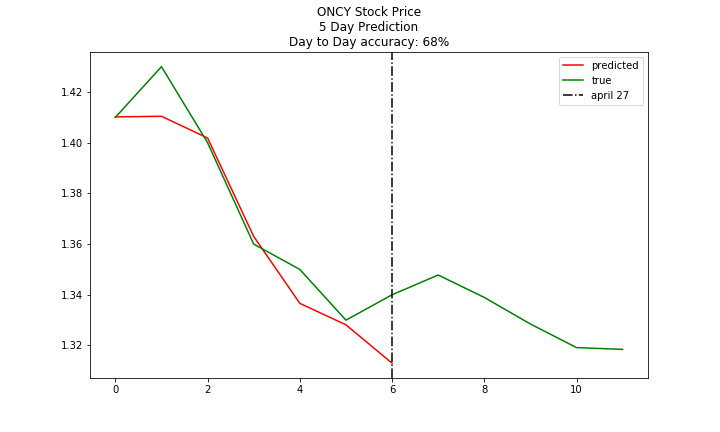 ONCY Stock Price
5 Day Prediction
Day to Day accuracy: 68%
predicted
true
april 27
1.42
1.40
1.38
1.36
1.34
1.32
0 2 4 6 8 10